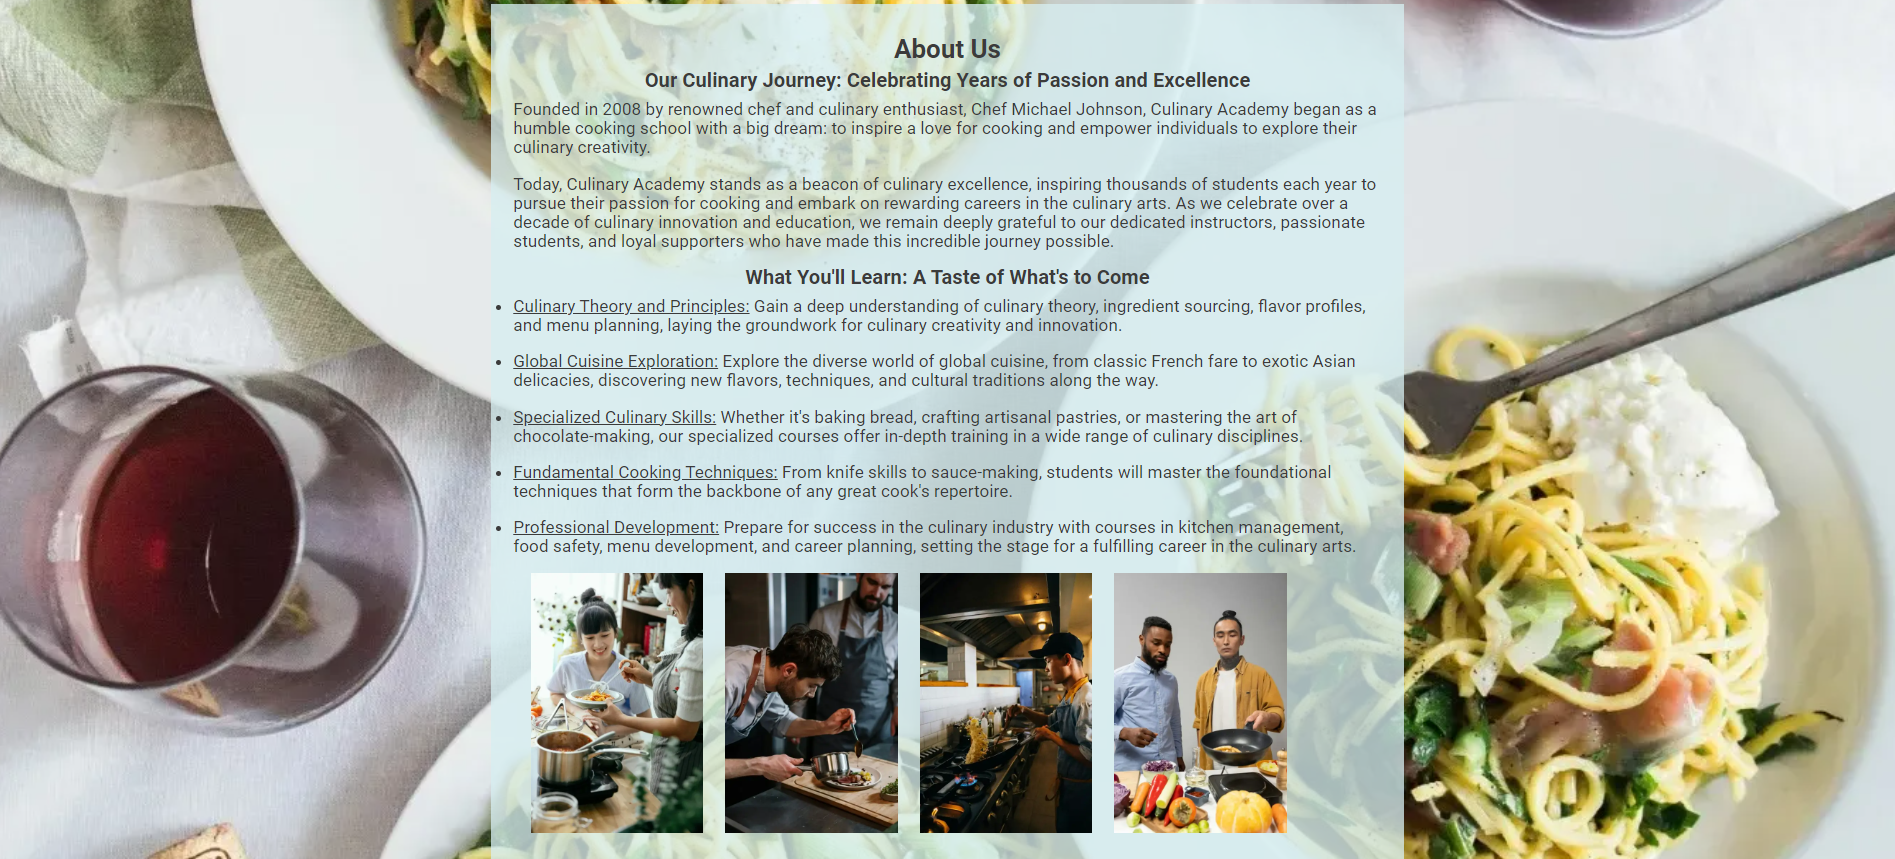 About Us
Our Culinary Journey: Celebrating Years of Passion and Excellence
Founded in 2008 by renowned chef and culinary enthusiast, Chef Michael Johnson, Culinary Academy began as a
humble cooking school with a big dream: to inspire a love for cooking and empower individuals to explore their
culinary creativity.
Today, Culinary Academy stands as a beacon of culinary excellence, inspiring thousands of students each year to
pursue their passion for cooking and embark on rewarding careers in the culinary arts. As we celebrate over a
decade of culinary innovation and education, we remain deeply grateful to our dedicated instructors, passionate
students, and loyal supporters who have made this incredible journey possible.
What You'll Learn: A Taste of What's to Come
• Culinary Theory and Principles: Gain a deep understanding of culinary theory, ingredient sourcing, flavor profiles,
and menu planning, laying the groundwork for culinary creativity and innovation.
• Global Cuisine Exploration: Explore the diverse world of global cuisine, from classic French fare to exotic Asian
delicacies, discovering new flavors, techniques, and cultural traditions along the way.
• Specialized Culinary Skills: Whether it's baking bread, crafting artisanal pastries, or mastering the art of
chocolate-making, our specialized courses offer in-depth training in a wide range of culinary disciplines.
• Fundamental Cooking Techniques: From knife skills to sauce-making, students will master the foundational
techniques that form the backbone of any great cook's repertoire.
• Professional Development: Prepare for success in the culinary industry with courses in kitchen management,
food safety, menu development, and career planning, setting the stage for a fulfilling career in the culinary arts.